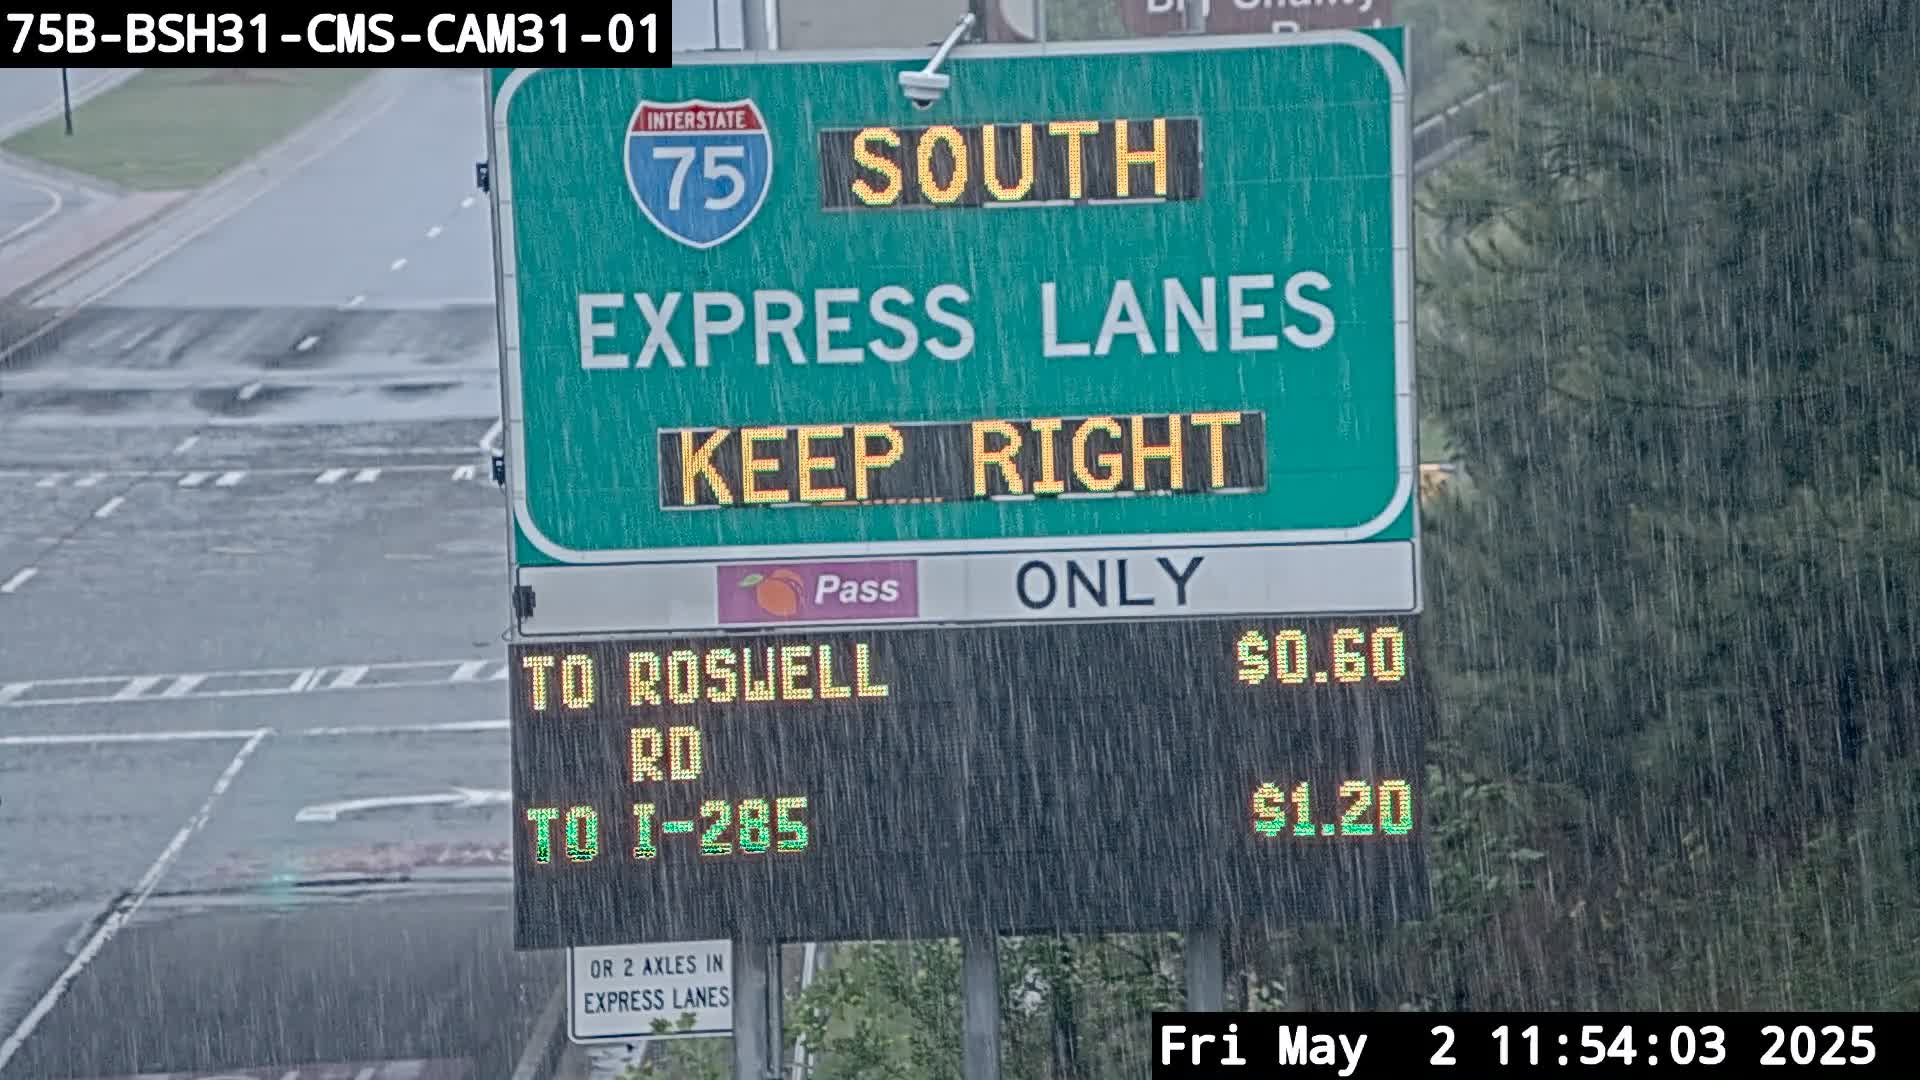 75B-BSH31-CMS-CAM31-01
INTERSTATE
75
SOUTH
EXPRESS LANES
KEEP RIGHT
Pass ONLY
TO ROSWELL $0.60
RD
TO I-285 $1.20
OR 2 AXLES IN
EXPRESS LANES
Fri May 2 11:54:03 2025